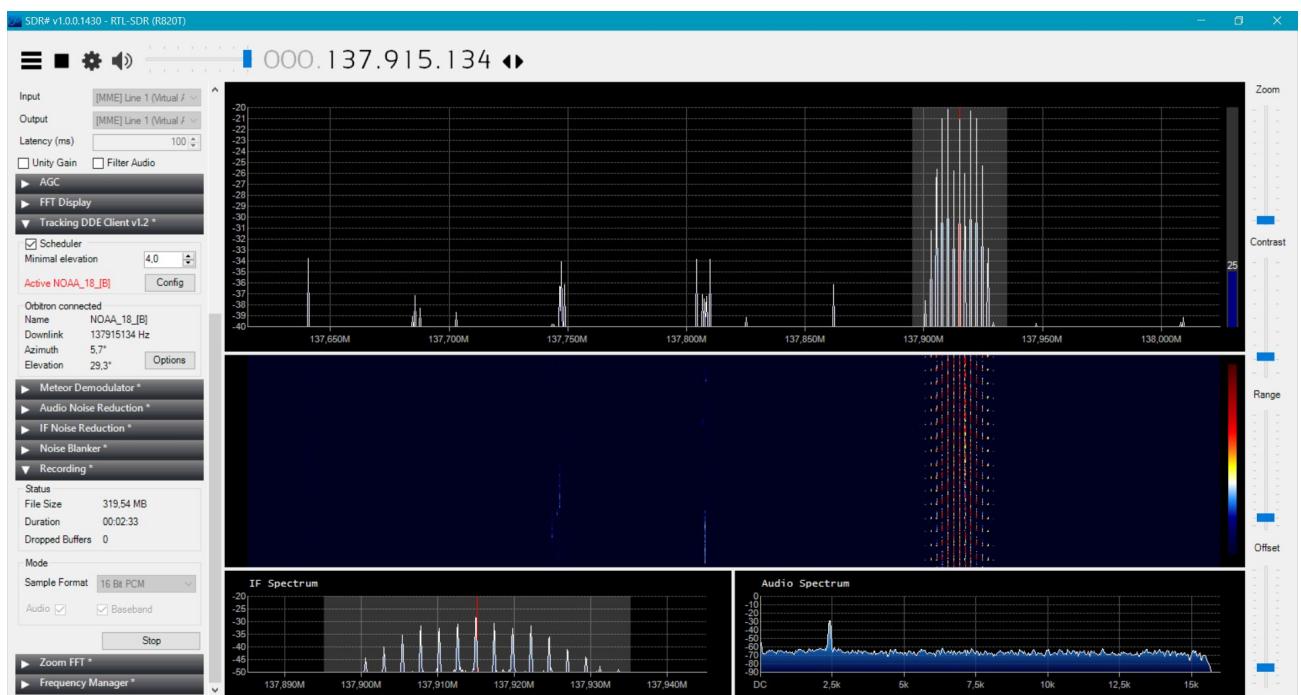 SDR# v1.0.0.1430 - RTL-SDR (R820T)
000.137.915.134
Input [MME] Line 1 (Virtual A
Output [MME] Line 1 (Virtual A
Latency (ms) 100
Unity Gain Filter Audio
AGC
FFT Display
Tracking DDE Client v1.2 *
Scheduler
Minimal elevation 4,0
Active NOAA_18_[B] Config
Orbitron connected
Name NOAA_18_[B]
Downlink 137915134 Hz
Azimuth 5,7°
Elevation 29,3° Options
Meteor Demodulator *
Audio Noise Reduction *
IF Noise Reduction *
Noise Blanker *
Recording *
Status
File Size 319,54 MB
Duration 00:02:33
Dropped Buffers 0
Mode
Sample Format 16 Bit PCM
Audio Baseband
Stop
Zoom FFT *
Frequency Manager *
-20
-21
-22
-23
-24
-25
-26
-27
-28
-29
-30
-31
-32
-33
-34
-35
-36
-37
-38
-39
-40
137,650M 137,700M 137,750M 137,800M 137,850M 137,900M 137,950M 138,000M
25
IF Spectrum
-20
-25
-30
-35
-40
-45
-50
137,890M 137,900M 137,910M 137,920M 137,930M 137,940M
Audio Spectrum
0
-10
-20
-30
-40
-50
-60
-70
-80
-90
DC 2,5k 5k 7,5k 10k 12,5k 15k
Zoom
Contrast
Range
Offset